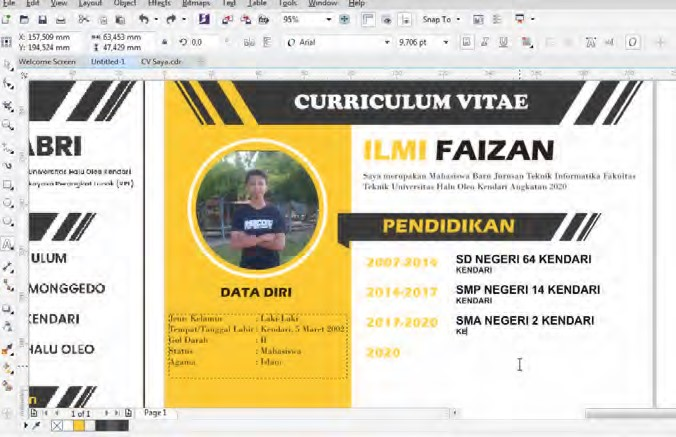 File Edit View Layout Object Effects Bitmaps Text Table Tools Window Help
95% Snap To
X: 157,509 mm 63,453 mm 0,0 Arial 9,706 pt
Y: 194,524 mm 47,429 mm
Welcome Screen Untitled-1 CV Saya.cdr
CURRICULUM VITAE
ABRI
Universitas Halu Oleo Kendari
ILMI FAIZAN
Saya merupakan Mahasiswa Baru Jurusan Teknik Informatika Fakultas
Teknik Universitas Halu Oleo Kendari Angkatan 2020
PENDIDIKAN
ULUM
MONGGEDO
KENDARI
HALU OLEO
DATA DIRI
Jenis Kelamin : Laki-Laki
Tempat/Tanggal Lahir : Kendari, 5 Maret 2002
Gol Darah
Status : Mahasiswa
Agama : Islam
2007-2014 SD NEGERI 64 KENDARI
KENDARI
2014-2017 SMP NEGERI 14 KENDARI
KENDARI
2017-2020 SMA NEGERI 2 KENDARI
KE
2020
1 of 1 Page 1